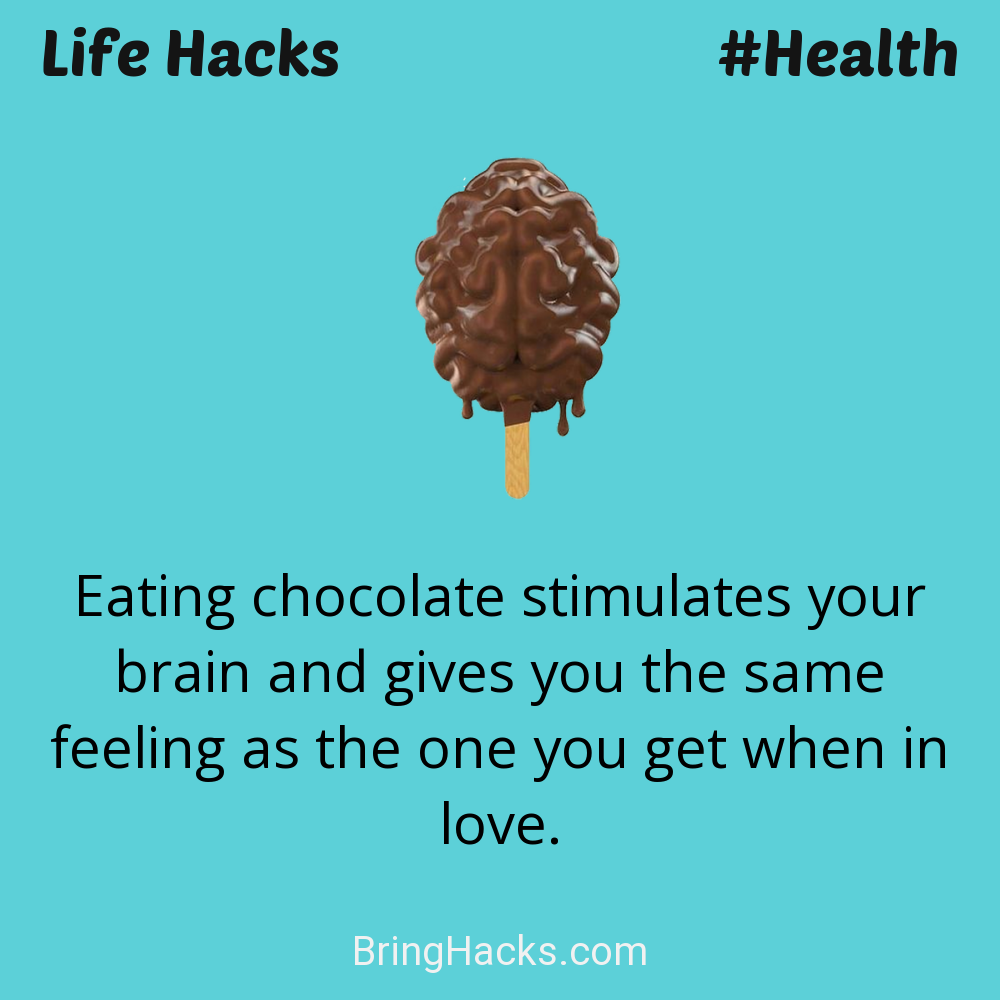 Life Hacks
#Health
Eating chocolate stimulates your
brain and gives you the same
feeling as the one you get when in
love.
BringHacks.com